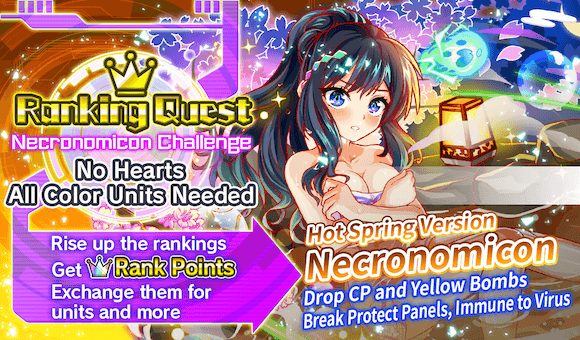 Ranking Quest
Necronomicon Challenge
No Hearts
All Color Units Needed
Rise up the rankings
Get Rank Points
Exchange them for
units and more
Hot Spring Version
Necronomicon
Drop CP and Yellow Bombs
Break Protect Panels, Immune to Virus